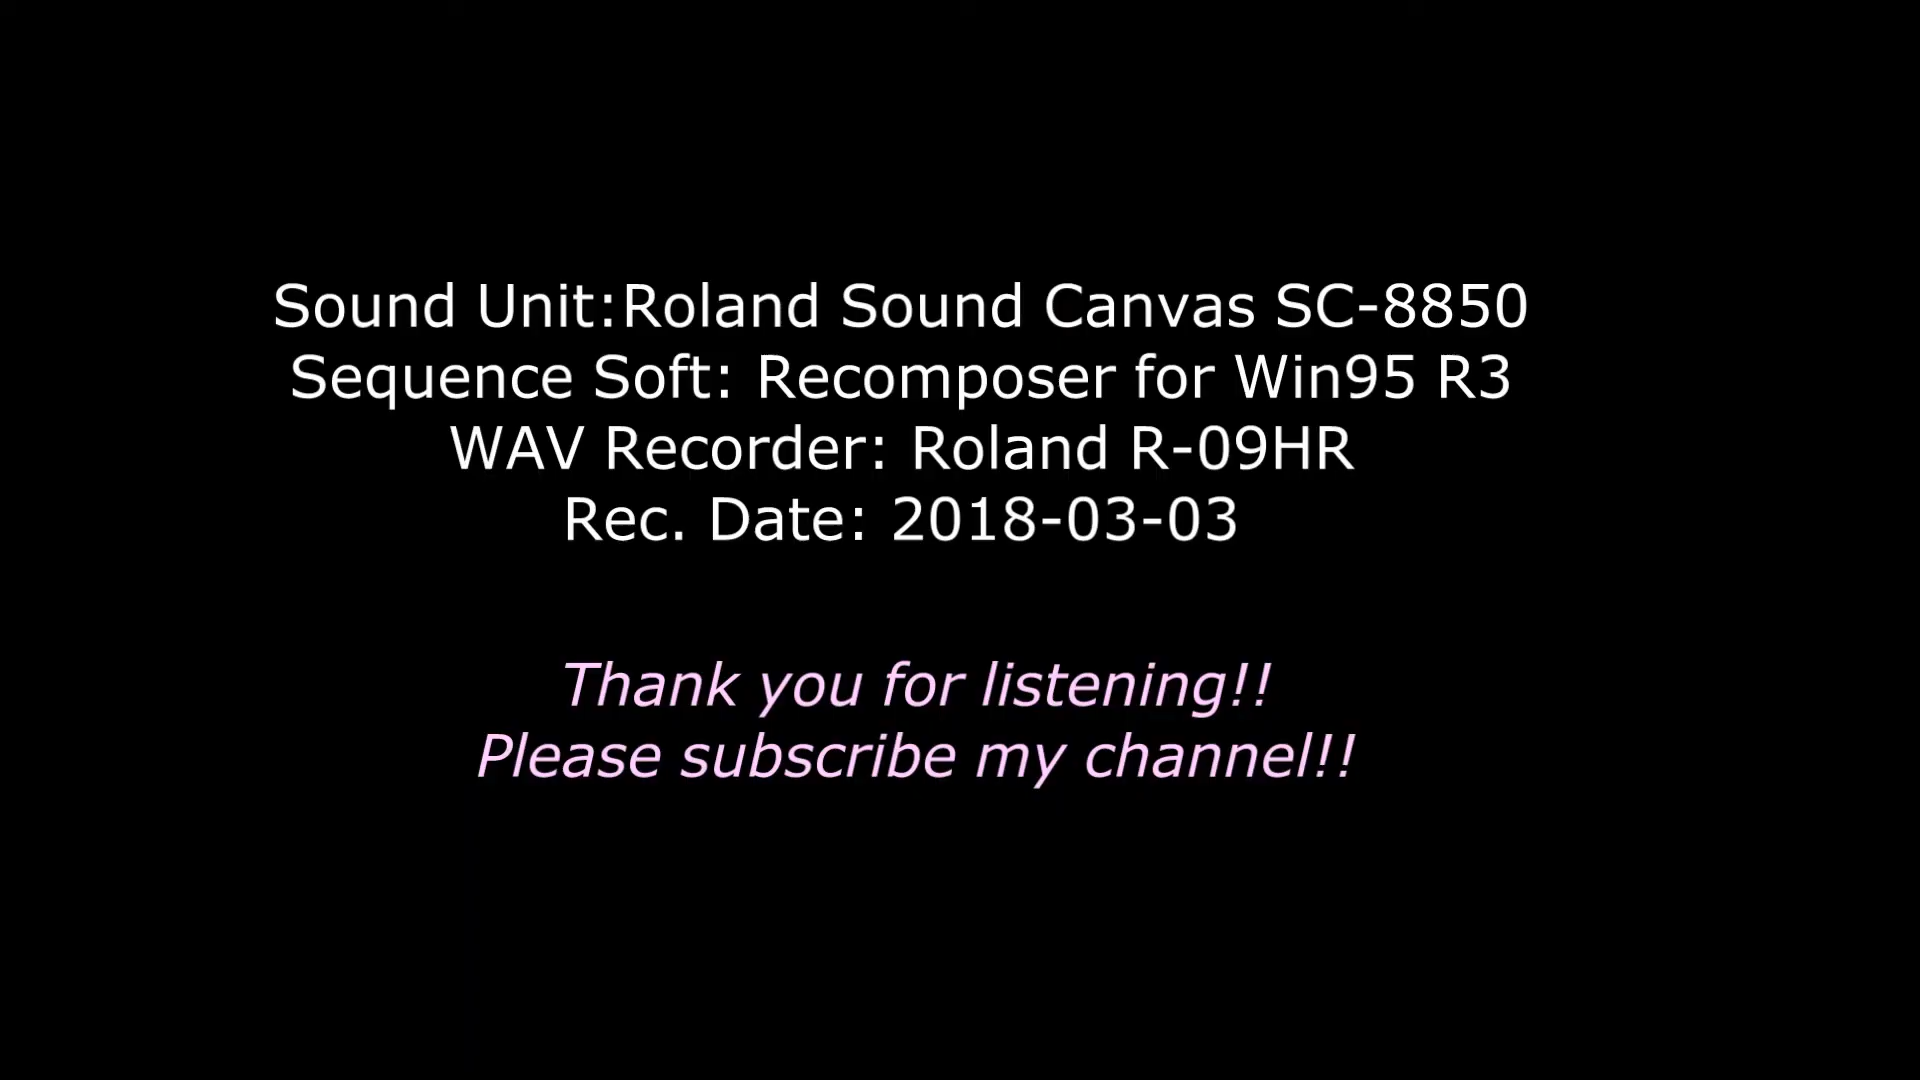 Sound Unit:Roland Sound Canvas SC-8850
Sequence Soft: Recomposer for Win95 R3
WAV Recorder: Roland R-09HR
Rec. Date: 2018-03-03
Thank you for listening!!
Please subscribe my channel!!